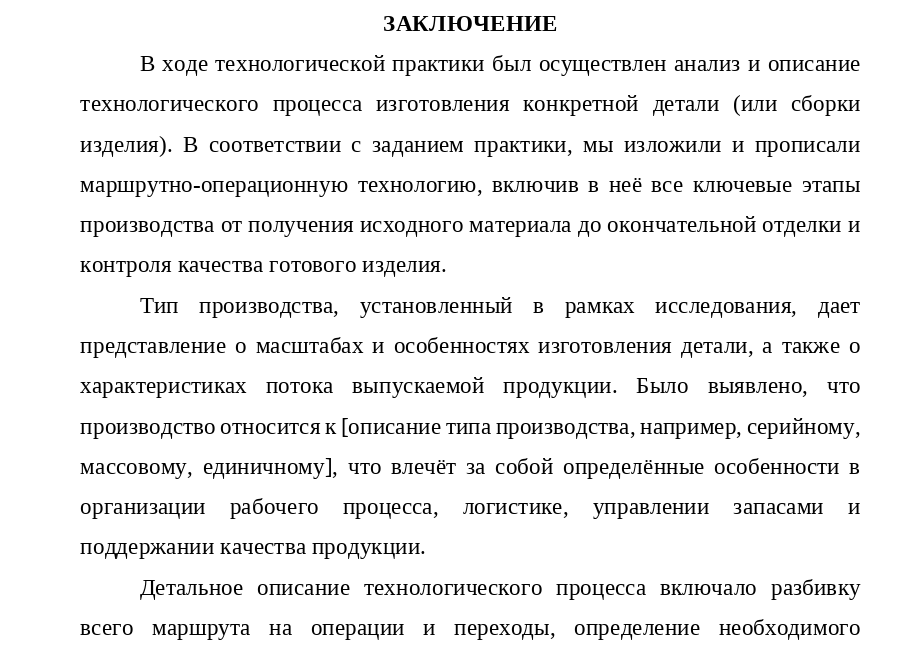 ЗАКЛЮЧЕНИЕ
В ходе технологической практики был осуществлен анализ и описание
технологического процесса изготовления конкретной детали (или сборки
изделия). В соответствии с заданием практики, мы изложили и прописали
маршрутно-операционную технологию, включив в неё все ключевые этапы
производства от получения исходного материала до окончательной отделки и
контроля качества готового изделия.
Тип производства, установленный в рамках исследования, дает
представление о масштабах и особенностях изготовления детали, а также о
характеристиках потока выпускаемой продукции. Было выявлено, что
производство относится к [описание типа производства, например, серийному,
массовому, единичному], что влечёт за собой определённые особенности в
организации рабочего процесса, логистике, управлении запасами и
поддержании качества продукции.
Детальное описание технологического процесса включало разбивку
всего маршрута на операции и переходы, определение необходимого